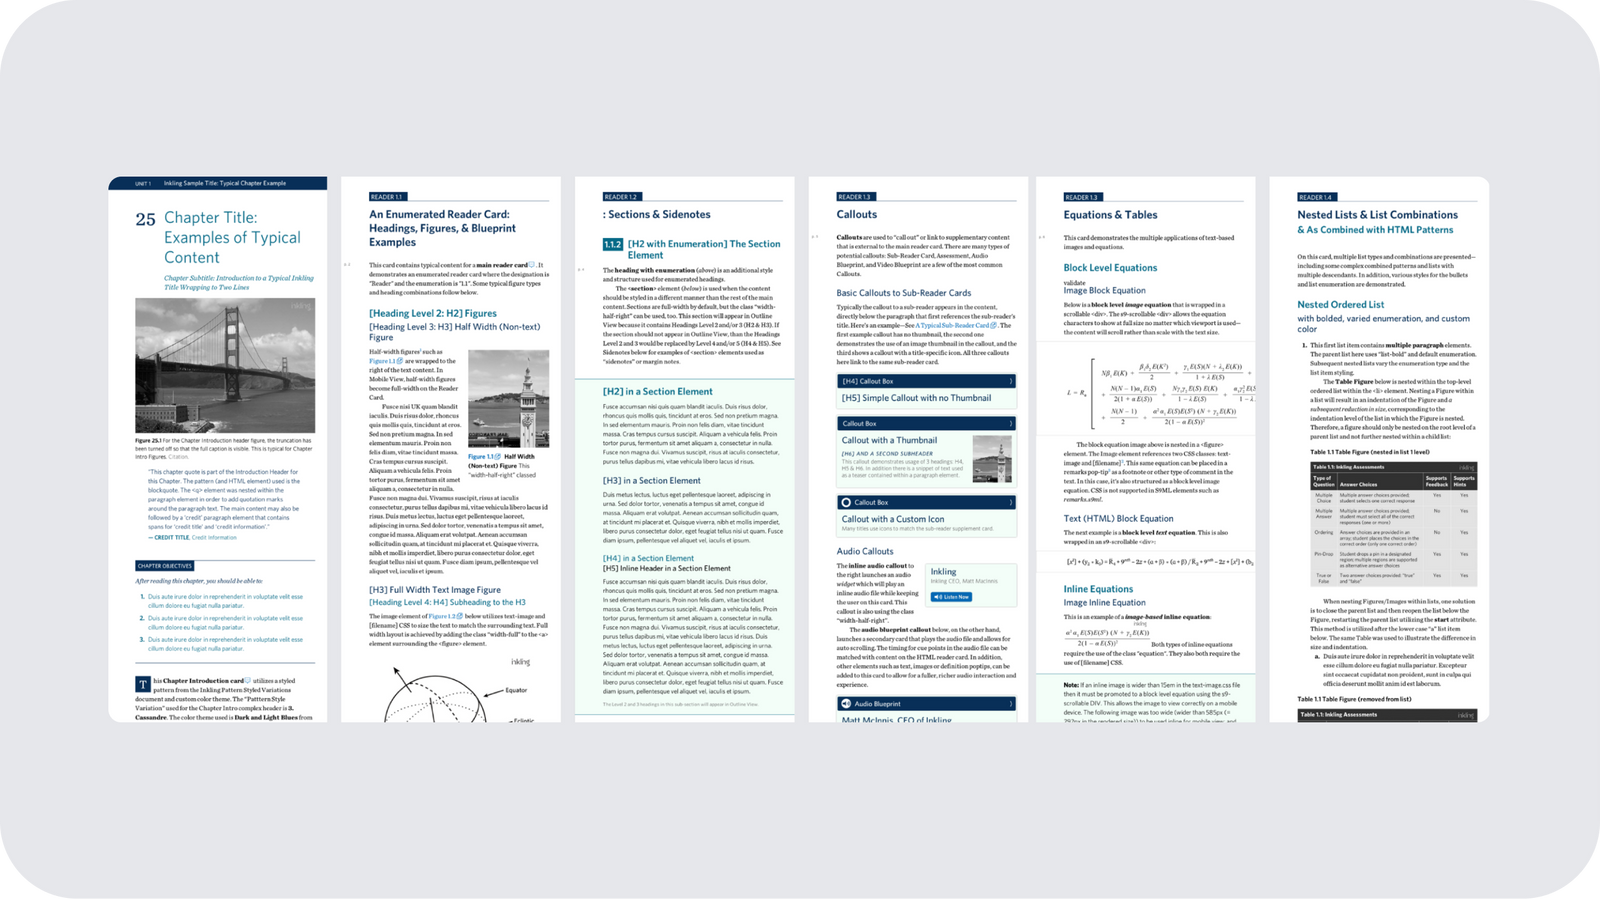 UNIT 1 Inkling Sample Title: Typical Chapter Example
25 Chapter Title:
Examples of Typical
Content
Chapter Subtitle: Introduction to a Typical Inkling
Title Wrapping to Two Lines
inkling
Figure 25.1 For the Chapter Introduction header figure, the truncation has
been turned off so that the full caption is visible. This is typical for Chapter
Intro Figures. Citation.
"This chapter quote is part of the Introduction Header for
this Chapter. The pattern (and HTML element) used is the
blockquote. The <q> element was nested within the
paragraph element in order to add quotation marks
around the paragraph text. The main content may also be
followed by a 'credit' paragraph element that contains
spans for 'credit title' and 'credit information'."
— CREDIT TITLE, Credit Information
CHAPTER OBJECTIVES
After reading this chapter, you should be able to:
1. Duis aute irure dolor in reprehenderit in voluptate velit esse
cillum dolore eu fugiat nulla pariatur.
2. Duis aute irure dolor in reprehenderit in voluptate velit esse
cillum dolore eu fugiat nulla pariatur.
3. Duis aute irure dolor in reprehenderit in voluptate velit esse
cillum dolore eu fugiat nulla pariatur.
This Chapter Introduction card utilizes a styled
pattern from the Inkling Pattern Styled Variations
document and custom color theme. The "Patttern Style
Variation" used for the Chapter Intro header is 3.
Cassandre. The color theme used is Dark and Light Blues from
READER 1.1
An Enumerated Reader Card:
Headings, Figures, & Blueprint
Examples
This card contains typical content for a main reader card. It
demonstrates an enumerated reader card where the designation is
"Reader" and the enumeration is "1.1". Some typical figure types
and heading combinations follow below.
[Heading Level 2: H2] Figures
[Heading Level 3: H3] Half Width (Non-text)
Figure
Half-width figures¹ such as
Figure 1.1 are wrapped to the
right of the text content. In
Mobile View, half-width figures
become full-width on the Reader
Card.
Fusce nisi UK quam blandit
iaculis. Duis risus dolor, rhoncus
quis mollis quis, tincidunt at eros.
Sed non pretium magna. In sed
elementum mauris. Proin non
felis diam, vitae tincidunt massa.
Cras tempus cursus suscipit.
Aliquam a vehicula felis. Proin
tortor purus, fermentum sit amet
aliquam a, consectetur in nulla.
Fusce non magna dui. Vivamus suscipit, risus at iaculis
consectetur, purus tellus interdum erat, eget feugiat tellus nisi ut
quam. Duis metus lectus, luctus eget pellentesque laoreet,
adipiscing in urna. Sed dolor tortor, venenatis a tempus sit amet,
congue id massa. Aliquam erat volutpat. Aenean accumsan
sollicitudin quam, at tincidunt mi placerat et. Quisque viverra,
nibh et mollis imperdiet, libero purus consectetur dolor, eget
feugiat tellus nisi ut quam. Fusce diam ipsum, pellentesque vel
aliquet vel, iaculis et ipsum.
Figure 1.1 Half Width
(Non-text) Figure This
"width-half-right" classed
[H3] Full Width Text Image Figure
[Heading Level 4: H4] Subheading to the H3
The image element of Figure 1.2 below utilizes text-image and
[filename] CSS to size the text to match the surrounding text. Full
width layout is achieved by adding the class "width-full" to the <a>
element surrounding the <figure> element.
inkling
Equator
Ecliptic
READER 1.2
: Sections & Sidenotes
1.1.2 [H2 with Enumeration] The Section
Element
The heading with enumeration (above) is an additional style
and structure used for enumerated headings.
The <section> element (below) is used when the content
should be styled in a different manner than the rest of the main
content. Sections are full-width by default, but the class "width-
half-right" can be used, too. This section will appear in Outline
View because it contains Headings Level 2 and/or 3 (H2 & H3). If
the section should not appear in Outline View, than the Headings
Level 2 and 3 would be replaced by Level 4 and/or 5 (H4 & H5). See
Sidenotes below for examples of <section> elements used as
"sidenotes" or margin notes.
[H2] in a Section Element
Fusce accumsan nisi quis quam blandit iaculis. Duis risus dolor,
rhoncus quis mollis quis, tincidunt at eros. Sed non pretium magna.
In sed elementum mauris. Proin non felis diam, vitae tincidunt
massa. Cras tempus cursus suscipit. Aliquam a vehicula felis. Proin
tortor purus, fermentum sit amet aliquam a, consectetur in nulla.
Fusce non magna dui. Vivamus suscipit, risus at iaculis consectetur,
purus tellus dapibus nibh, vitae placerat libero lacus id risus.
[H3] in a Section Element
Duis metus lectus, luctus eget pellentesque laoreet, adipiscing in
urna. Sed dolor tortor, venenatis a tempus sit amet, congue id
massa. Aliquam erat volutpat. Aenean accumsan sollicitudin quam,
at tincidunt mi placerat et. Quisque viverra, nibh et mollis imperdiet,
libero purus consectetur dolor, eget feugiat tellus nisi ut quam.
Fusce diam ipsum, pellentesque vel aliquet vel, iaculis et ipsum.
[H4] in a Section Element
[H5] Inline Header in a Section Element
Fusce accumsan nisi quis quam blandit iaculis. Duis risus dolor,
rhoncus quis mollis quis, tincidunt at eros. Sed non pretium magna.
In sed elementum mauris. Proin non felis diam, vitae tincidunt
massa. Cras tempus cursus suscipit. Aliquam a vehicula felis. Proin
tortor purus, fermentum sit amet aliquam a, consectetur in nulla.
Fusce non magna dui. Vivamus suscipit, risus at iaculis consectetur,
purus tellus dapibus nibh, vitae placerat libero lacus id risus. Duis
metus lectus, luctus eget pellentesque laoreet, adipiscing in urna.
Sed dolor tortor, venenatis a tempus sit amet, congue id massa.
Aliquam erat volutpat. Aenean accumsan sollicitudin quam, at
tincidunt mi placerat et. Quisque viverra, nibh et mollis imperdiet,
libero purus consectetur dolor, eget feugiat tellus nisi ut quam. Fusce
diam ipsum, pellentesque vel aliquet vel, iaculis et ipsum.
The Level 2 and 3 headings in this sub-section will appear in Outline View.
READER 1.3
Callouts
Callouts are used to "call out" or link to supplementary content
that is external to the main reader card. There are many types of
potential callouts: Sub-Reader Card, Assessment, Audio
Blueprint, and Video Blueprint are a few of the most common
Callouts.
Basic Callouts to Sub-Reader Cards
Typically the callout to a sub-reader appears in the content,
directly below the paragraph that first references the sub-reader's
title. Here's an example—See A Typical Sub-Reader Card. The
first example callout has no thumbnail, the second one
demonstrates the use of an image thumbnail in the callout, and the
third shows a callout with a title-specific icon. All three callouts
here link to the same sub-reader card.
[H4] Callout Box
[H5] Simple Callout with no Thumbnail
Callout Box
Callout with a Thumbnail
[H6] AND A SECOND SUBHEADER
This callout demonstrates usage of 3 headings: H4,
H5 & H6. In addition there is a snippet of text used
as a teaser contained within a paragraph element.
Callout Box
Callout with a Custom Icon
Many titles use icons to match the sub-reader supplement card.
Audio Callouts
The inline audio callout to
the right launches an audio
widget which will play an
inline audio file while keeping
the user on this card. This
callout is also using the class
"width-half-right".
Inkling
Inkling CEO, Matt MacInnis
Listen Now
The audio blueprint callout below, on the other hand,
launches a secondary card that plays the audio file and allows for
auto scrolling. The timing for cue points in the audio file can be
matched with content on the HTML reader card. In addition,
other elements such as text, images or definition poptips, can be
added to this card to allow for a fuller, richer audio interaction and
experience.
Audio Blueprint
Matt McInnis, CEO of Inkling
READER 1.3
Equations & Tables
This card demonstrates the multiple applications of text-based
images and equations.
Block Level Equations
validate
Image Block Equation
Below is a block level image equation that is wrapped in a
scrollable <div>. The s9-scrollable <div> allows the equation
characters to show at full size no matter which viewport is used—
the content will scroll rather than scale with the text size.
The block equation image above is nested in a <figure>
element. The Image element references two CSS classes: text-
image and [filename]². This same equation can be placed in a
remarks pop-tip² as a footnote or other type of comment in the
text. In this case, it's also structured as a block level image
equation. CSS is not supported in S9ML elements such as
remarks.s9ml.
Text (HTML) Block Equation
The next example is a block level text equation. This is also
wrapped in an s9-scrollable <div>:
Inline Equations
Image Inline Equation
This is an example of a image-based inline equation:
inkling
Both types of inline-equations
require the use of the class "equation". They also both require the
use of [filename] CSS.
Note: If an inline image is wider than 15em in the text-image.css file
then it must be promoted to a block level equation using the s9-
scrollable DIV. This allows the image to view correctly on a mobile
device. The following image was too wide (wider than 585px (=
READER 1.4
Nested Lists & List Combinations
& As Combined with HTML Patterns
On this card, multiple list types and combinations are presented—
including some complex combined patterns and lists with
multiple descendants. In addition, various styles for the bullets
and list enumeration are demonstrated.
Nested Ordered List
with bolded, varied enumeration, and custom
color
1. This first list item contains multiple paragraph elements.
The parent list here uses "list-bold" and default enumeration.
Subsequent nested lists vary the enumeration type and the
list item styling.
The Table Figure below is nested within the top-level
ordered list within the <li> element. Nesting a Figure within
a list will result in an indentation of the Figure and a
subsequent reduction in size, corresponding to the
indentation level of the list in which the Figure is nested.
Therefore, a figure should only be nested on the root level of a
parent list and not further nested within a child list:
Table 1.1 Table Figure (nested in list 1 level)
Table 1.1: Inkling Assessments inkling
Type of Question Answer Choices Supports Feedback Supports Hints
Multiple Choice Multiple answer choices provided; student selects one correct response Yes Yes
Multiple Answer Multiple answer choices provided; student must select all of the correct responses (one or more) No Yes
Ordering Answer choices are provided in an array; student places the choices in the correct order (only one correct order) No Yes
Pin-Drop Student drops a pin in a designated region; multiple regions are supported as alternative answer choices Yes Yes
True or False Two answer choices provided: "true" and "false" Yes Yes
When nesting Figures/Images within lists, one solution
is to close the parent list and then reopen the list below the
Figure, restarting the parent list utilizing the start attribute.
This method is utilized after the lower case "a" list item
below. The same Table was used to illustrate the difference in
size and indentation.
a. Duis aute irure dolor in reprehenderit in voluptate velit
esse cillum dolore eu fugiat nulla pariatur. Excepteur
sint occaecat cupidatat non proident, sunt in culpa qui
officia deserunt mollit anim id est laborum.
Table 1.1 Table Figure (removed from list)
Table 1.1: Inkling Assessments inkling